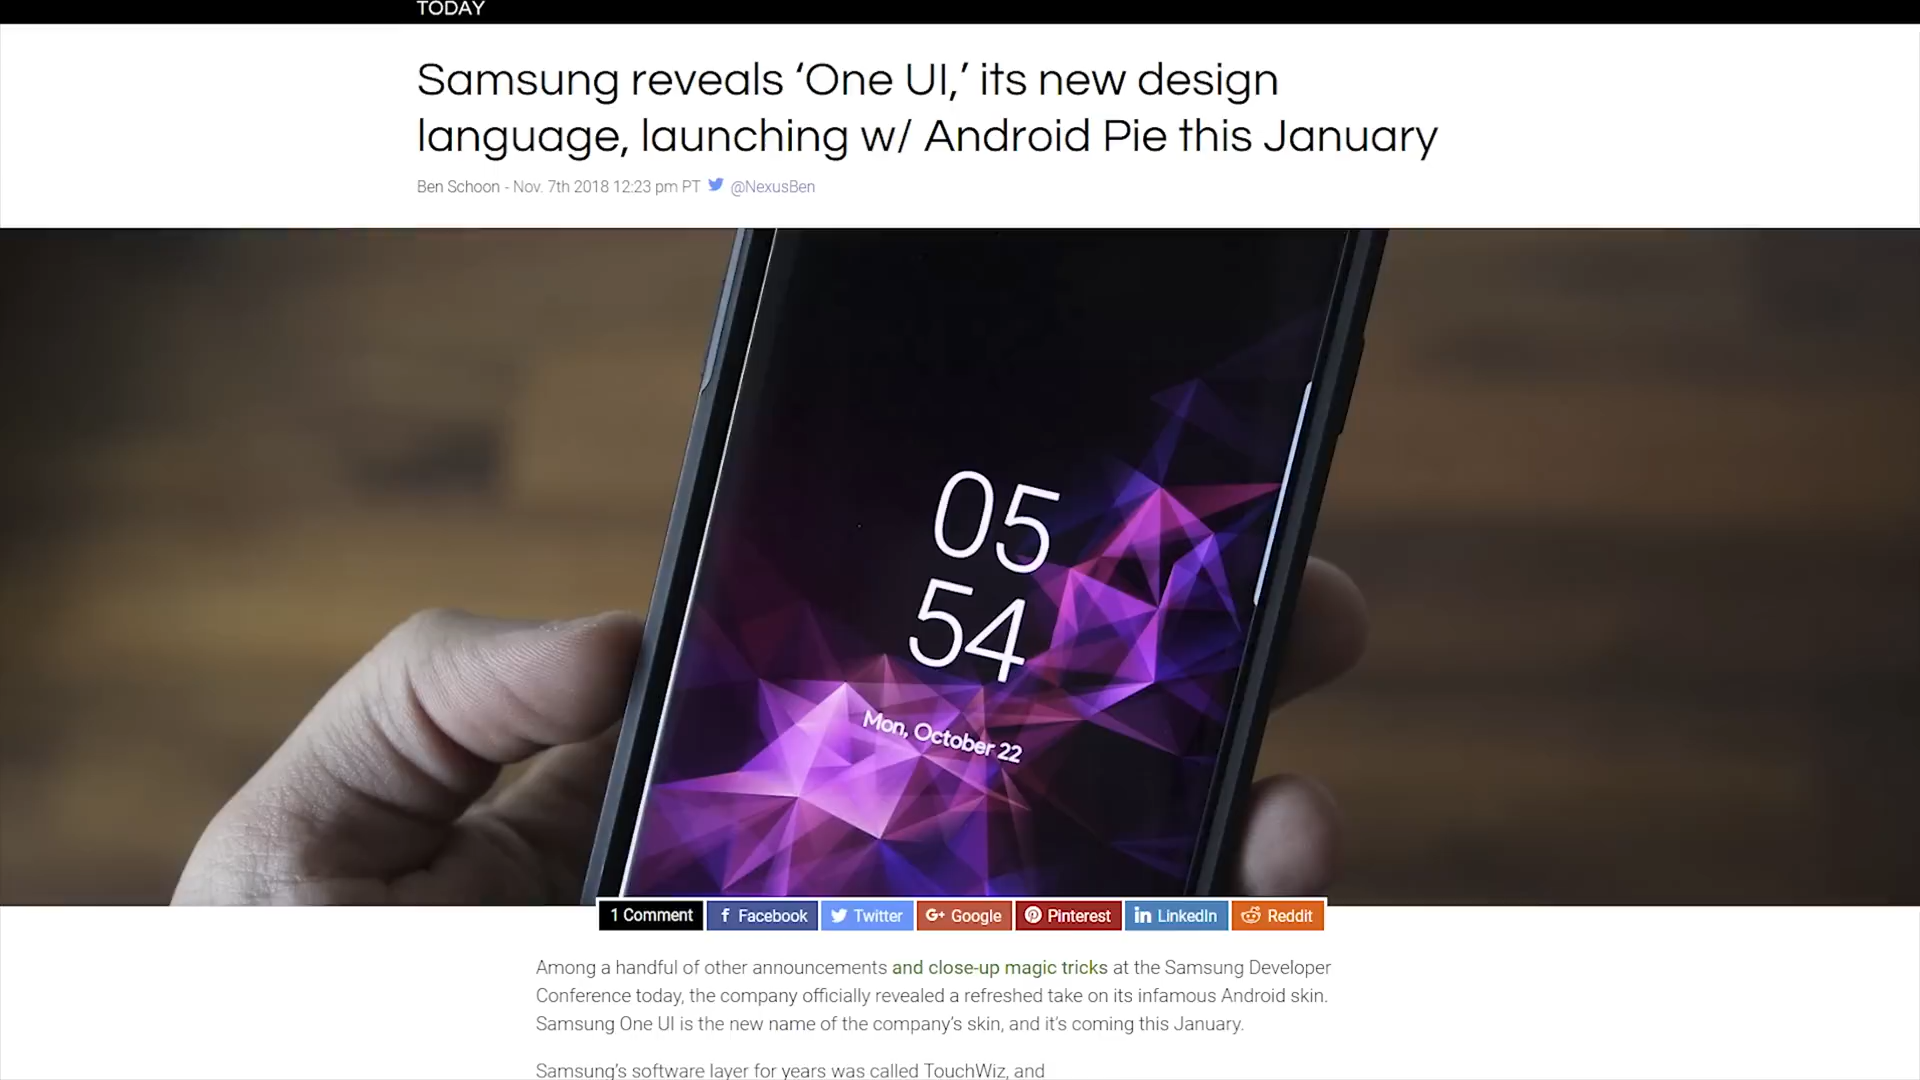 TODAY
Samsung reveals ‘One UI,’ its new design
language, launching w/ Android Pie this January
Ben Schoon - Nov. 7th 2018 12:23 pm PT @NexusBen
05
54
Mon, October 22
1 Comment Facebook Twitter G+ Google Pinterest LinkedIn Reddit
Among a handful of other announcements and close-up magic tricks at the Samsung Developer
Conference today, the company officially revealed a refreshed take on its infamous Android skin.
Samsung One UI is the new name of the company’s skin, and it’s coming this January.
Samsung’s software layer for years was called TouchWiz, and